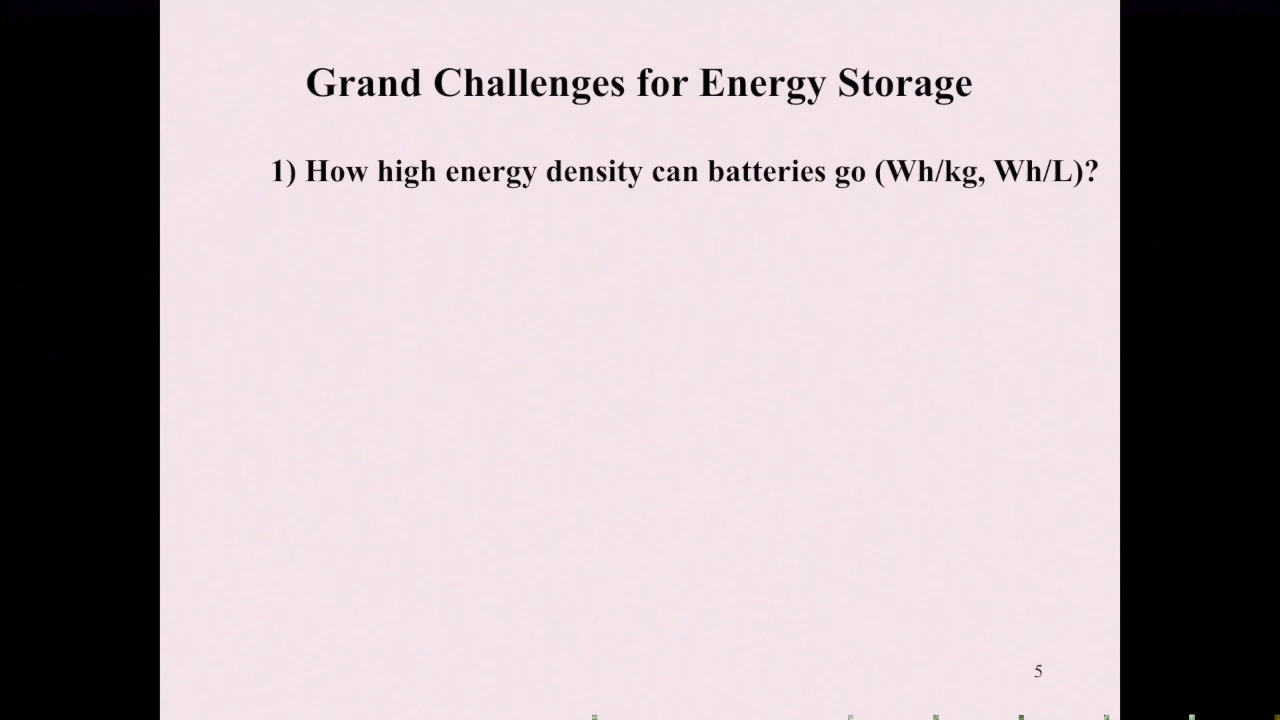 Grand Challenges for Energy Storage
1) How high energy density can batteries go (Wh/kg, Wh/L)?
5